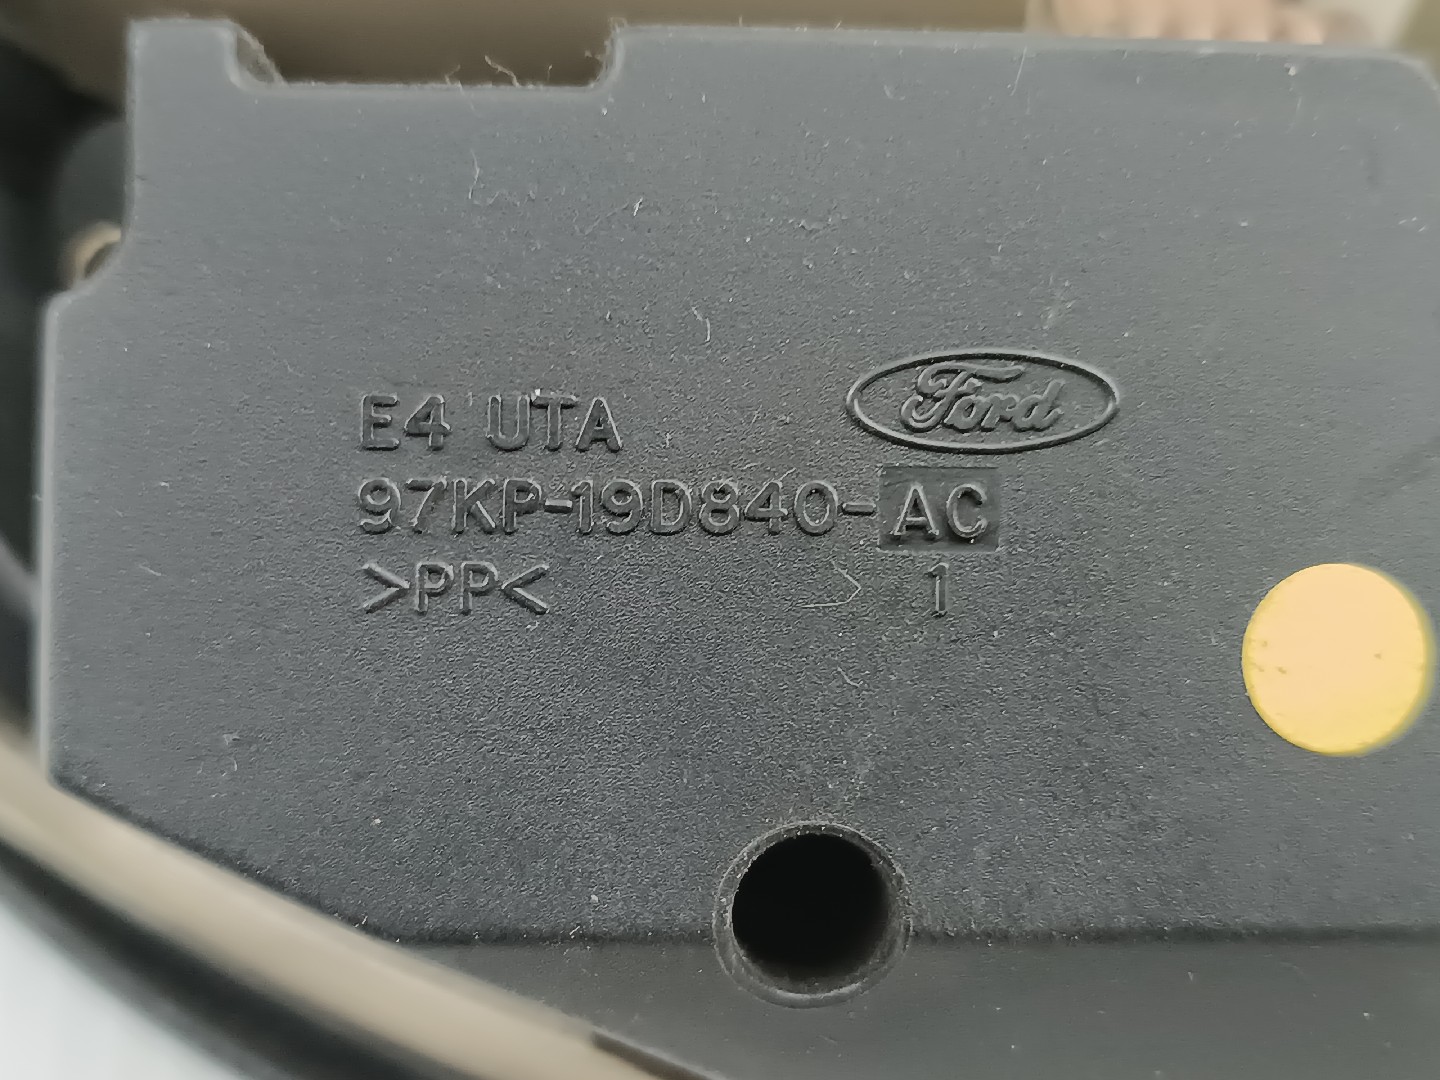 Ford
E4 UTA
97KP-19D840-AC
>PP< 1